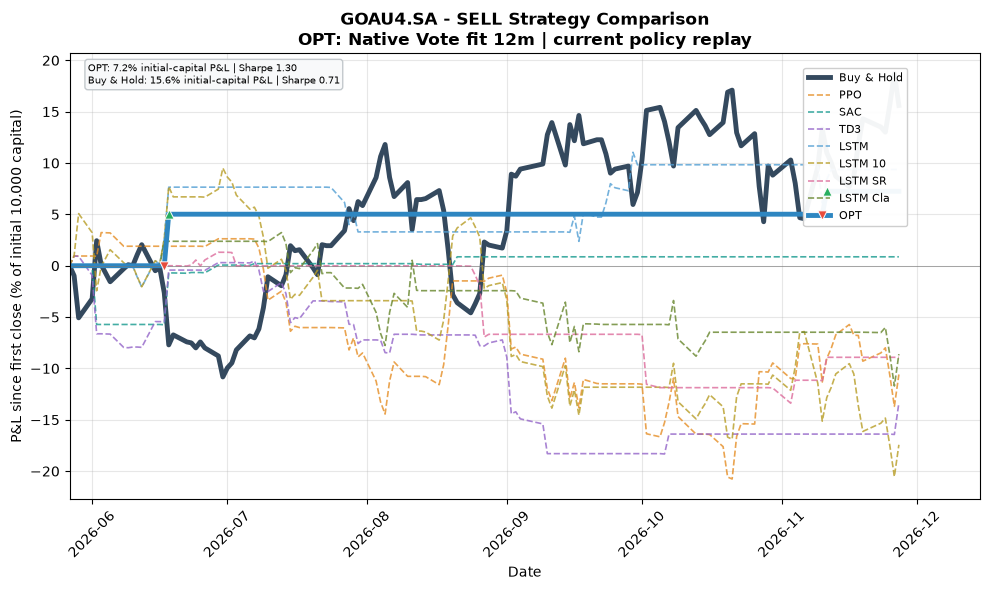 GOAU4.SA - SELL Strategy Comparison
OPT: Native Vote fit 12m | current policy replay
OPT: 7.2% initial-capital P&L | Sharpe 1.30
Buy & Hold: 15.6% initial-capital P&L | Sharpe 0.71
Buy & Hold
PPO
SAC
TD3
LSTM
LSTM 10
LSTM SR
LSTM Cla
OPT
P&L since first close (% of initial 10,000 capital)
20
15
10
5
0
−5
−10
−15
−20
2026-06
2026-07
2026-08
2026-09
2026-10
2026-11
2026-12
Date